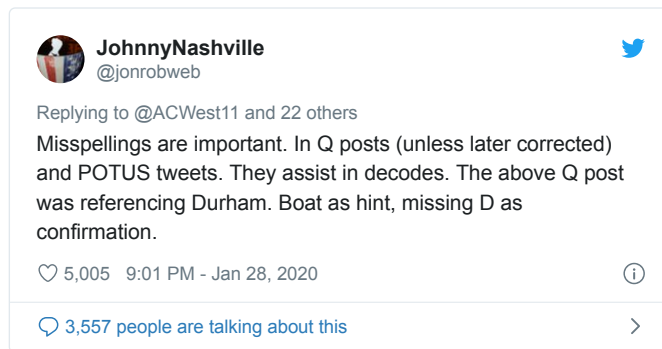 JohnnyNashville
@jonrobweb
Replying to @ACWest11 and 22 others
Misspellings are important. In Q posts (unless later corrected)
and POTUS tweets. They assist in decodes. The above Q post
was referencing Durham. Boat as hint, missing D as
confirmation.
5,005 9:01 PM - Jan 28, 2020
3,557 people are talking about this